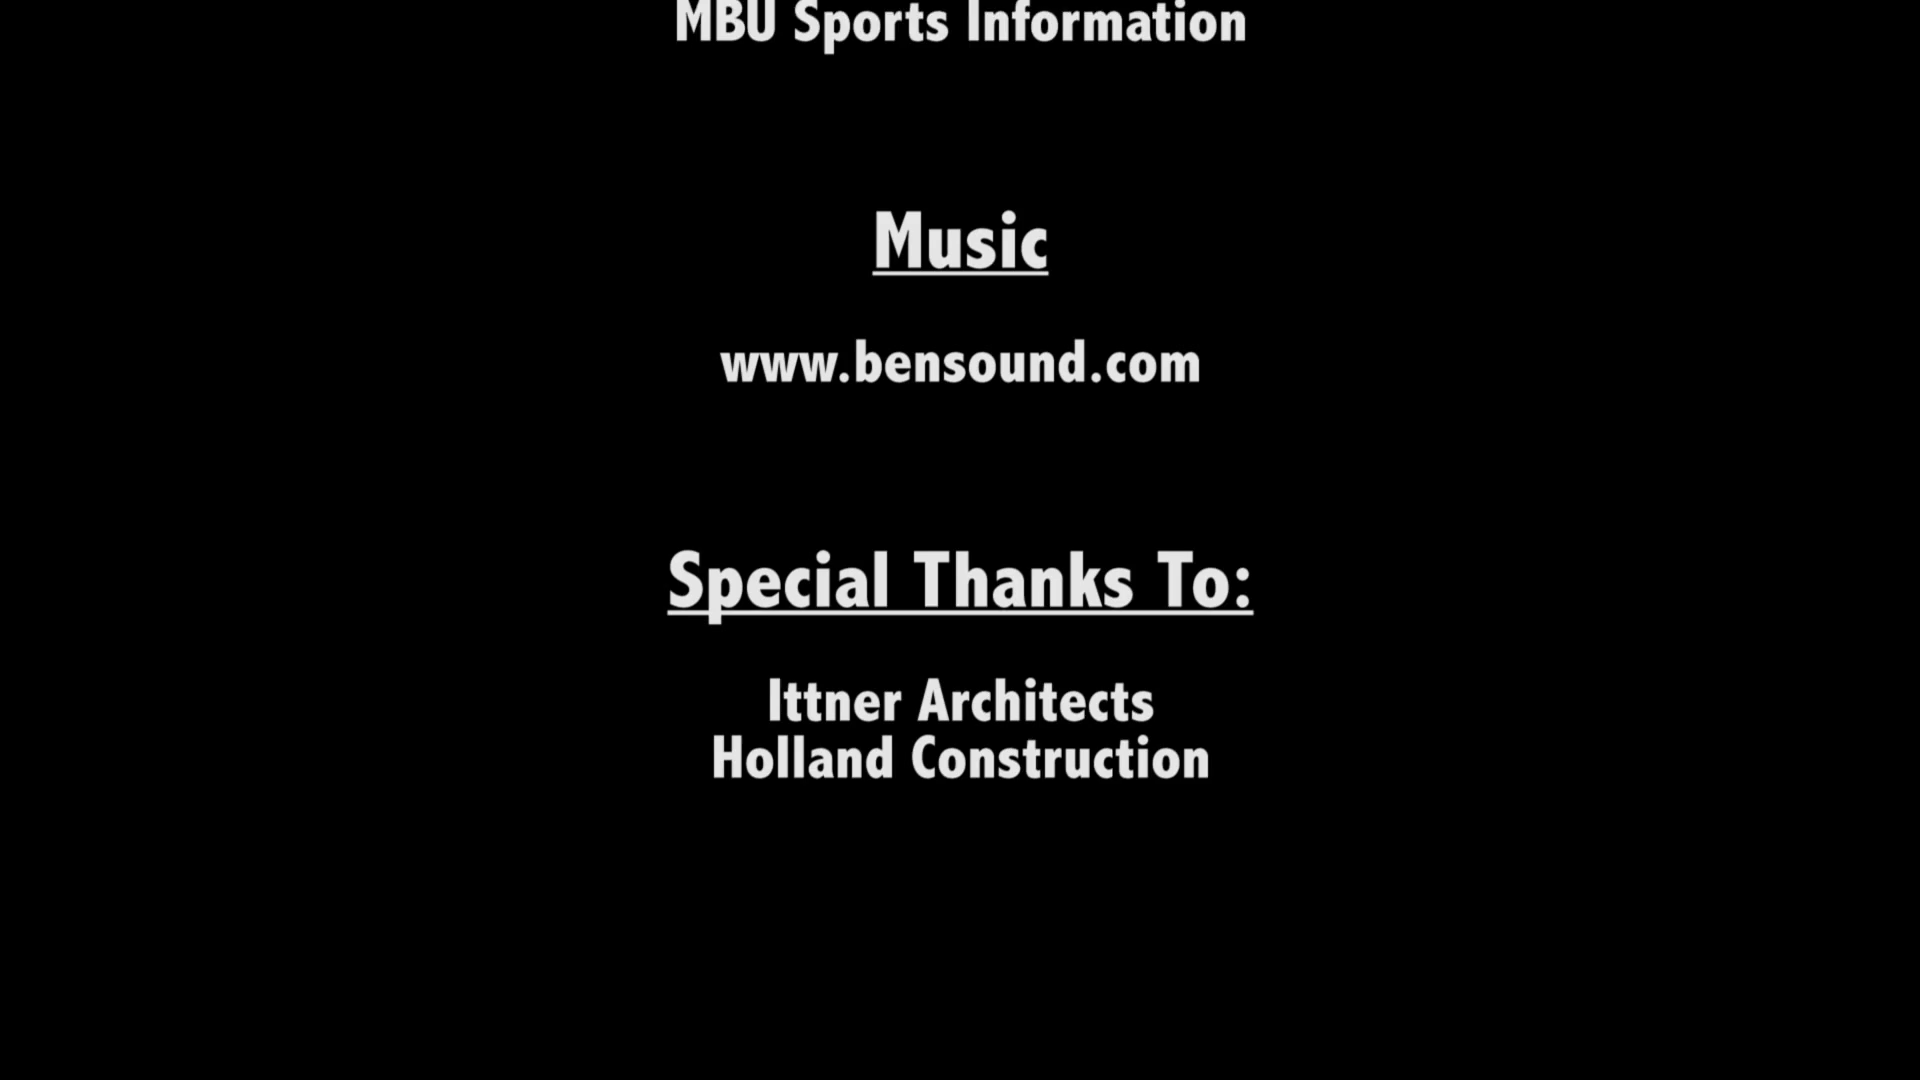 MBU Sports Information
Music
www.bensound.com
Special Thanks To:
Ittner Architects
Holland Construction